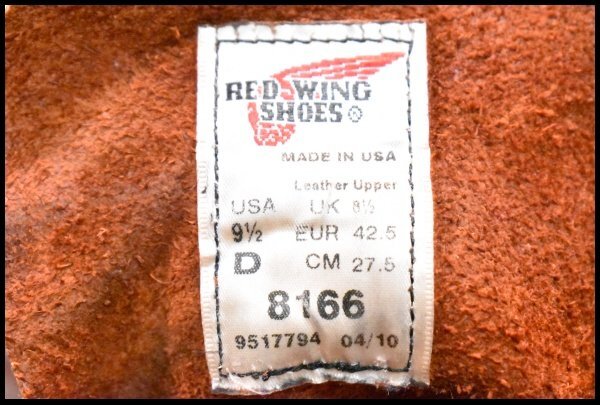 RED WING
SHOES ®
MADE IN USA
Leather Upper
USA UK 8½
9½ EUR 42.5
D CM 27.5
8166
9517794 04/10